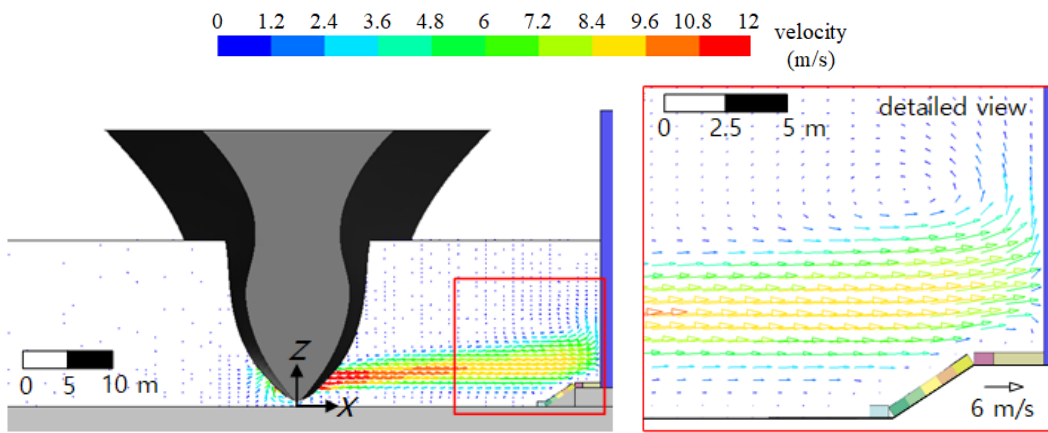 0 1.2 2.4 3.6 4.8 6 7.2 8.4 9.6 10.8 12
velocity
(m/s)
Z
X
0 5 10 m
detailed view
0 2.5 5 m
6 m/s